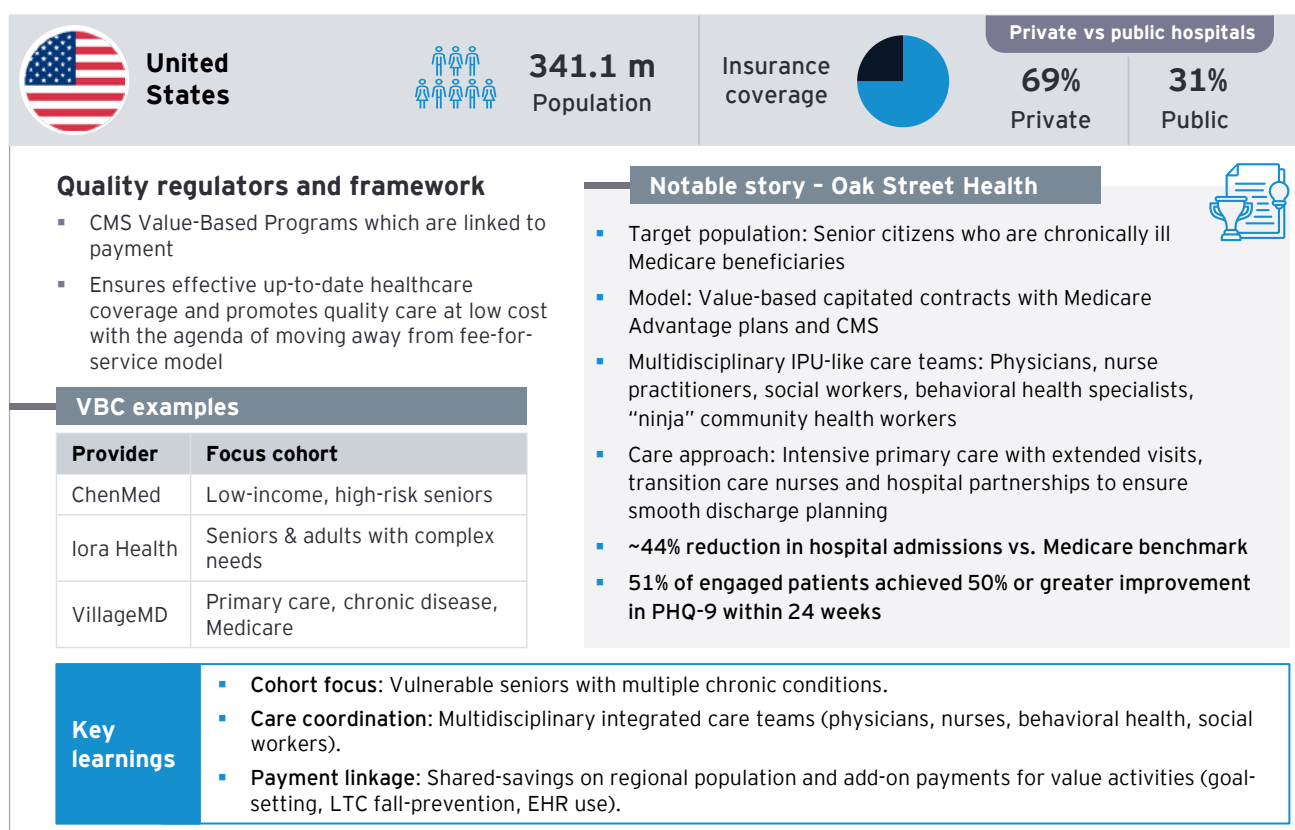 United
States
341.1 m
Population
Insurance
coverage
Private vs public hospitals
69%
Private
31%
Public
Quality regulators and framework
▪ CMS Value-Based Programs which are linked to
payment
▪ Ensures effective up-to-date healthcare
coverage and promotes quality care at low cost
with the agenda of moving away from fee-for-
service model
VBC examples
Provider Focus cohort
ChenMed Low-income, high-risk seniors
Iora Health Seniors & adults with complex
needs
VillageMD Primary care, chronic disease,
Medicare
Notable story – Oak Street Health
▪ Target population: Senior citizens who are chronically ill
Medicare beneficiaries
▪ Model: Value-based capitated contracts with Medicare
Advantage plans and CMS
▪ Multidisciplinary IPU-like care teams: Physicians, nurse
practitioners, social workers, behavioral health specialists,
“ninja” community health workers
▪ Care approach: Intensive primary care with extended visits,
transition care nurses and hospital partnerships to ensure
smooth discharge planning
▪ ~44% reduction in hospital admissions vs. Medicare benchmark
▪ 51% of engaged patients achieved 50% or greater improvement
in PHQ-9 within 24 weeks
Key
learnings
▪ Cohort focus: Vulnerable seniors with multiple chronic conditions.
▪ Care coordination: Multidisciplinary integrated care teams (physicians, nurses, behavioral health, social
workers).
▪ Payment linkage: Shared-savings on regional population and add-on payments for value activities (goal-
setting, LTC fall-prevention, EHR use).